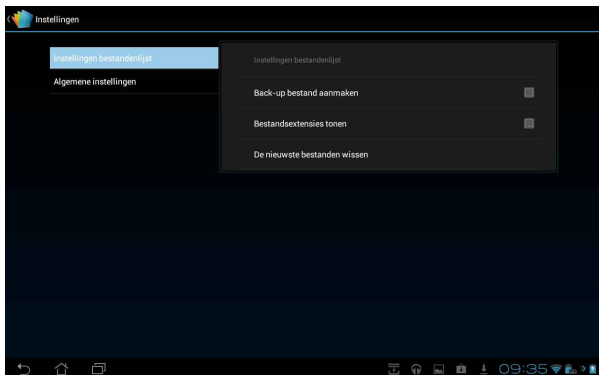 Instellingen
Instellingen bestandenlijst
Algemene instellingen
Instellingen bestandenlijst
Back-up bestand aanmaken
Bestandsextensies tonen
De nieuwste bestanden wissen
09:35